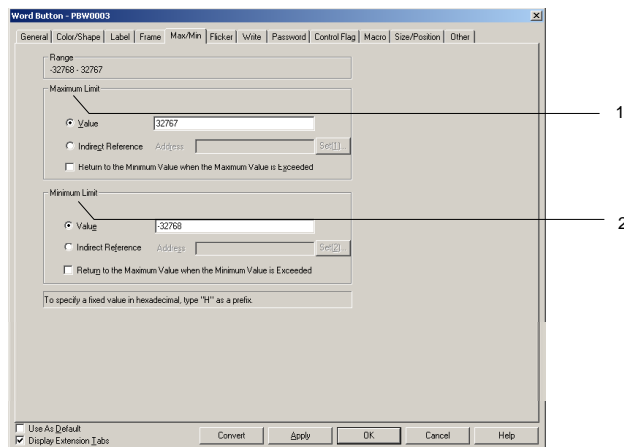 Word Button - PBW0003
General Color/Shape Label Frame Max/Min Flicker Write Password Control Flag Macro Size/Position Other
Range
-32768 - 32767
Maximum Limit
1
Value 32767
Indirect Reference Address Set(1)...
Return to the Minimum Value when the Maximum Value is Exceeded
Minimum Limit
2
Value -32768
Indirect Reference Address Set(2)...
Return to the Maximum Value when the Minimum Value is Exceeded
To specify a fixed value in hexadecimal, type "H" as a prefix.
Use As Default
Display Extension Tabs
Convert Apply OK Cancel Help